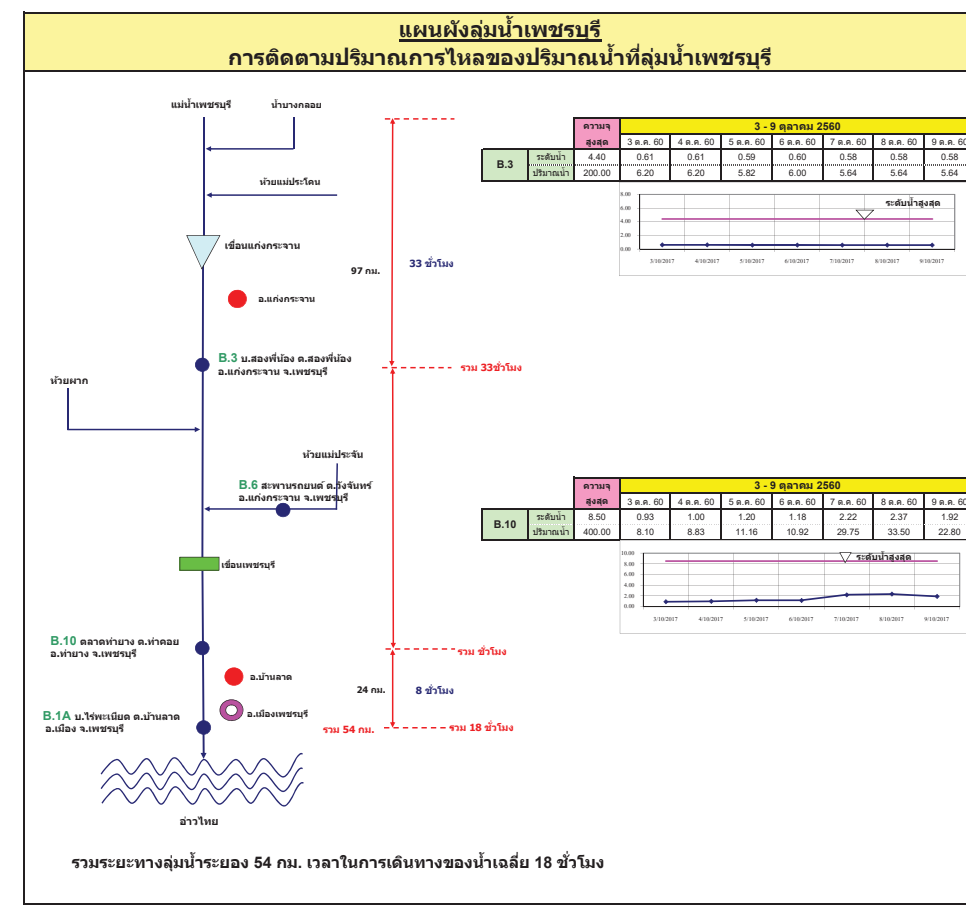 แผนผังลุ่มน้ำเพชรบุรี
การติดตามปริมาณการไหลของปริมาณน้ำที่ลุ่มน้ำเพชรบุรี
แม่น้ำเพชรบุรี
น้ำบางกลอย
ห้วยแม่ประโดน
เขื่อนแก่งกระจาน
97 กม.
33 ชั่วโมง
อ.แก่งกระจาน
B.3 บ.สองพี่น้อง ต.สองพี่น้อง
อ.แก่งกระจาน จ.เพชรบุรี
รวม 33ชั่วโมง
ห้วยผาก
ห้วยแม่ประจัน
B.6 สะพานรถยนต์ ต.วังจันทร์
อ.แก่งกระจาน จ.เพชรบุรี
เขื่อนเพชรบุรี
B.10 ตลาดท่ายาง ต.ท่าคอย
อ.ท่ายาง จ.เพชรบุรี
รวม ชั่วโมง
อ.บ้านลาด
24 กม.
8 ชั่วโมง
อ.เมืองเพชรบุรี
B.1A บ.ไร่พะเนียด ต.บ้านลาด
อ.เมือง จ.เพชรบุรี
รวม 54 กม.
รวม 18 ชั่วโมง
อ่าวไทย
รวมระยะทางลุ่มน้ำระยอง 54 กม. เวลาในการเดินทางของน้ำเฉลี่ย 18 ชั่วโมง
ความจุ 3 - 9 ตุลาคม 2560
สูงสุด 3 ต.ค. 60 4 ต.ค. 60 5 ต.ค. 60 6 ต.ค. 60 7 ต.ค. 60 8 ต.ค. 60 9 ต.ค. 60
B.3
ระดับน้ำ 4.40 0.61 0.61 0.59 0.60 0.58 0.58 0.58
ปริมาณน้ำ 200.00 6.20 6.20 5.82 6.00 5.64 5.64 5.64
8.00
6.00
4.00
2.00
0.00
ระดับน้ำสูงสุด
3/10/2017 4/10/2017 5/10/2017 6/10/2017 7/10/2017 8/10/2017 9/10/2017
ความจุ 3 - 9 ตุลาคม 2560
สูงสุด 3 ต.ค. 60 4 ต.ค. 60 5 ต.ค. 60 6 ต.ค. 60 7 ต.ค. 60 8 ต.ค. 60 9 ต.ค. 60
B.10
ระดับน้ำ 8.50 0.93 1.00 1.20 1.18 2.22 2.37 1.92
ปริมาณน้ำ 400.00 8.10 8.83 11.16 10.92 29.75 33.50 22.80
10.00
8.00
6.00
4.00
2.00
0.00
ระดับน้ำสูงสุด
3/10/2017 4/10/2017 5/10/2017 6/10/2017 7/10/2017 8/10/2017 9/10/2017